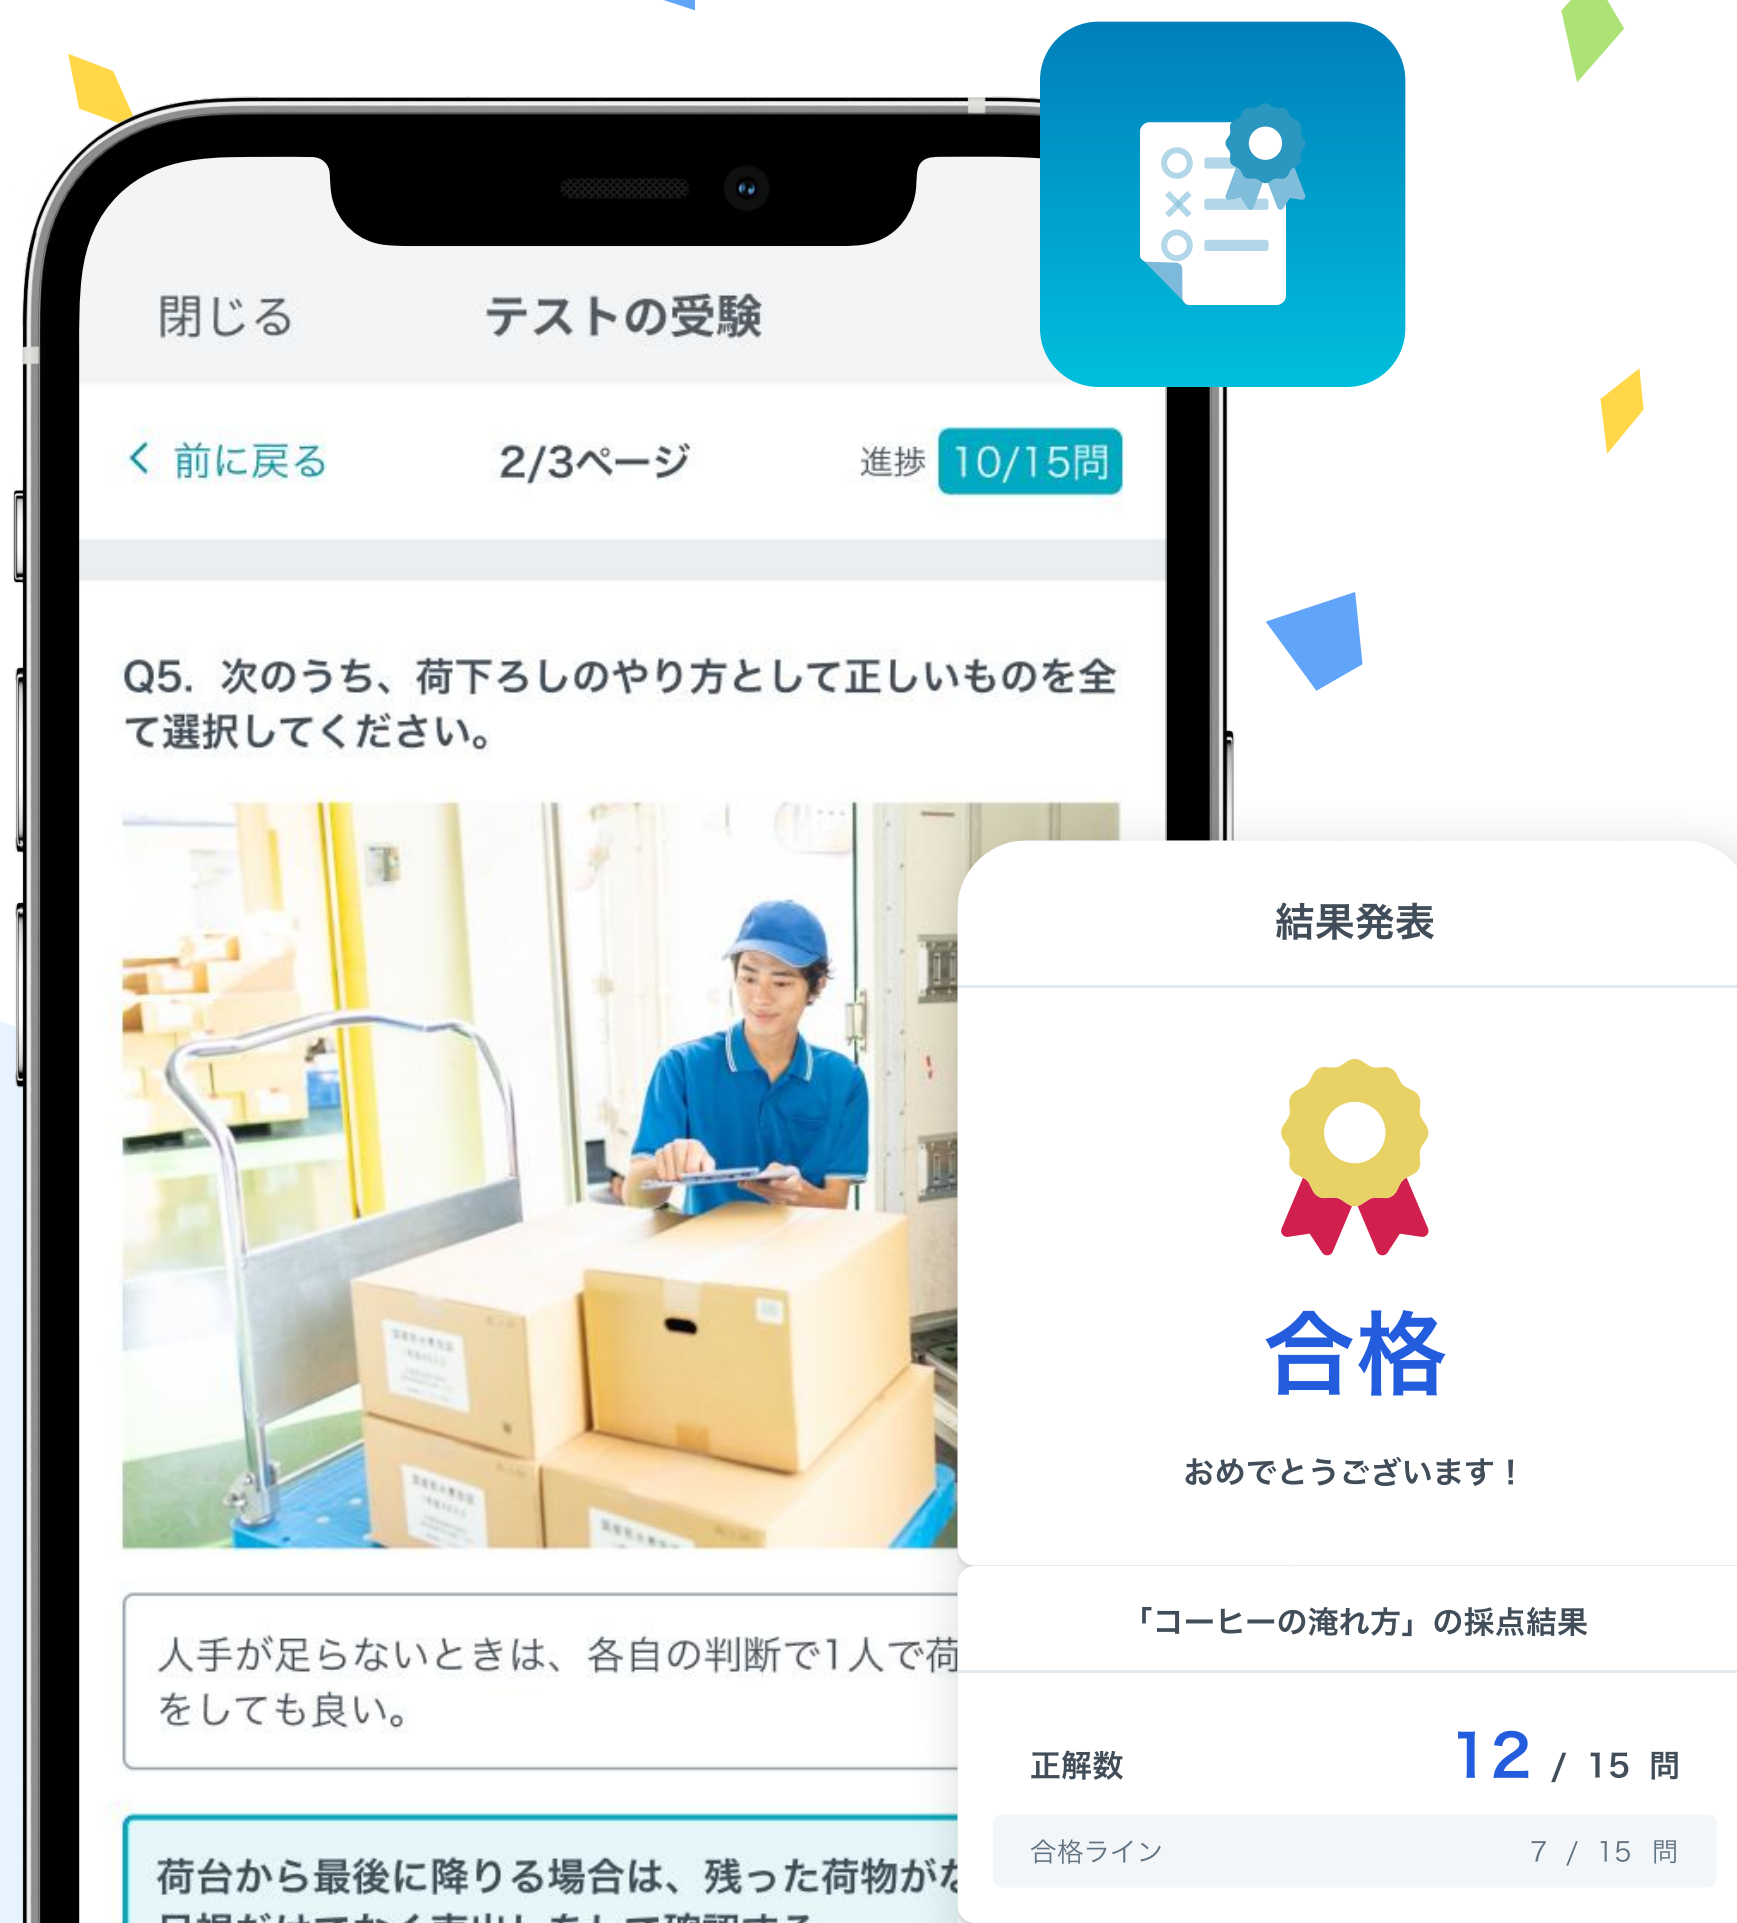 閉じる
テストの受験
前に戻る
2/3ページ
進捗 10/15問
Q5. 次のうち、荷下ろしのやり方として正しいものを全
て選択してください。
人手が足らないときは、各自の判断で1人で荷
をしても良い。
荷台から最後に降りる場合は、残った荷物がな
結果発表
合格
おめでとうございます！
「コーヒーの淹れ方」の採点結果
正解数 12 / 15 問
合格ライン 7 / 15 問